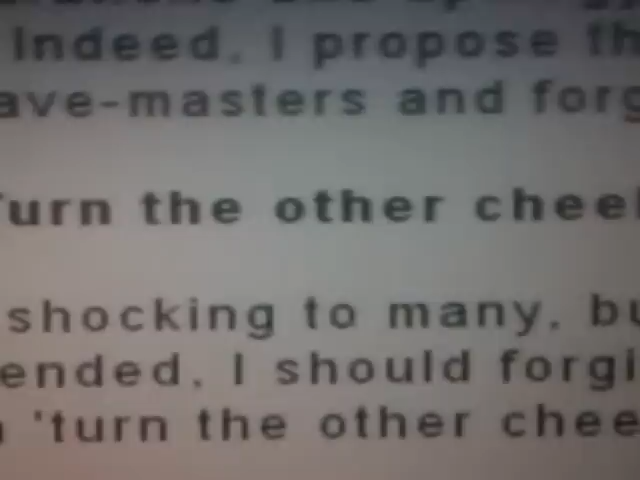 Indeed, I propose th
ave-masters and forg
urn the other cheek
shocking to many, bu
ended, I should forgi
'turn the other chee